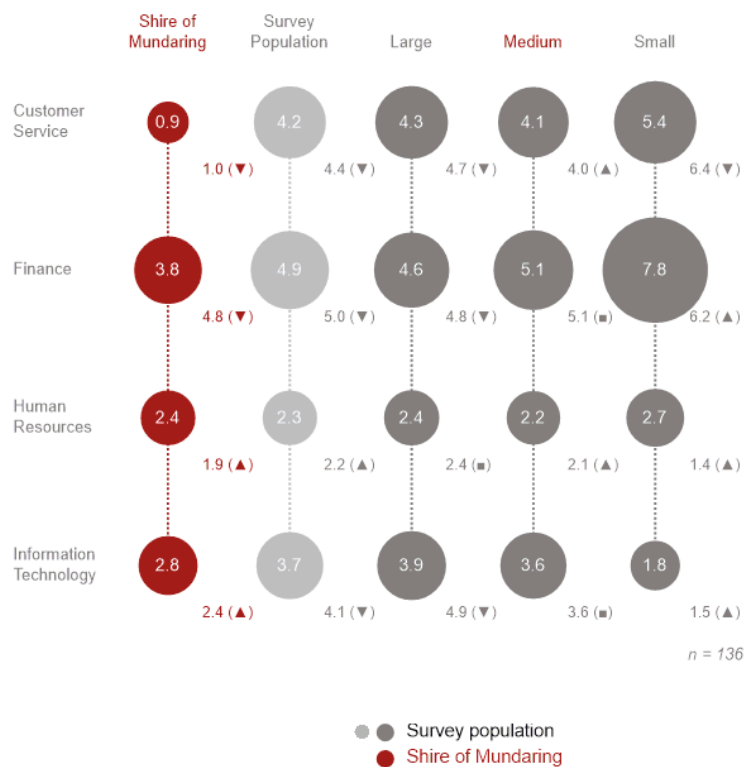 Shire of
Mundaring
Survey
Population
Large
Medium
Small
Customer
Service
0.9
4.2
4.3
4.1
5.4
1.0 (▼)
4.4 (▼)
4.7 (▼)
4.0 (▲)
6.4 (▼)
Finance
3.8
4.9
4.6
5.1
7.8
4.8 (▼)
5.0 (▼)
4.8 (▼)
5.1 (■)
6.2 (▲)
Human
Resources
2.4
2.3
2.4
2.2
2.7
1.9 (▲)
2.2 (▲)
2.4 (■)
2.1 (▲)
1.4 (▲)
Information
Technology
2.8
3.7
3.9
3.6
1.8
2.4 (▲)
4.1 (▼)
4.9 (▼)
3.6 (■)
1.5 (▲)
n = 136
Survey population
Shire of Mundaring